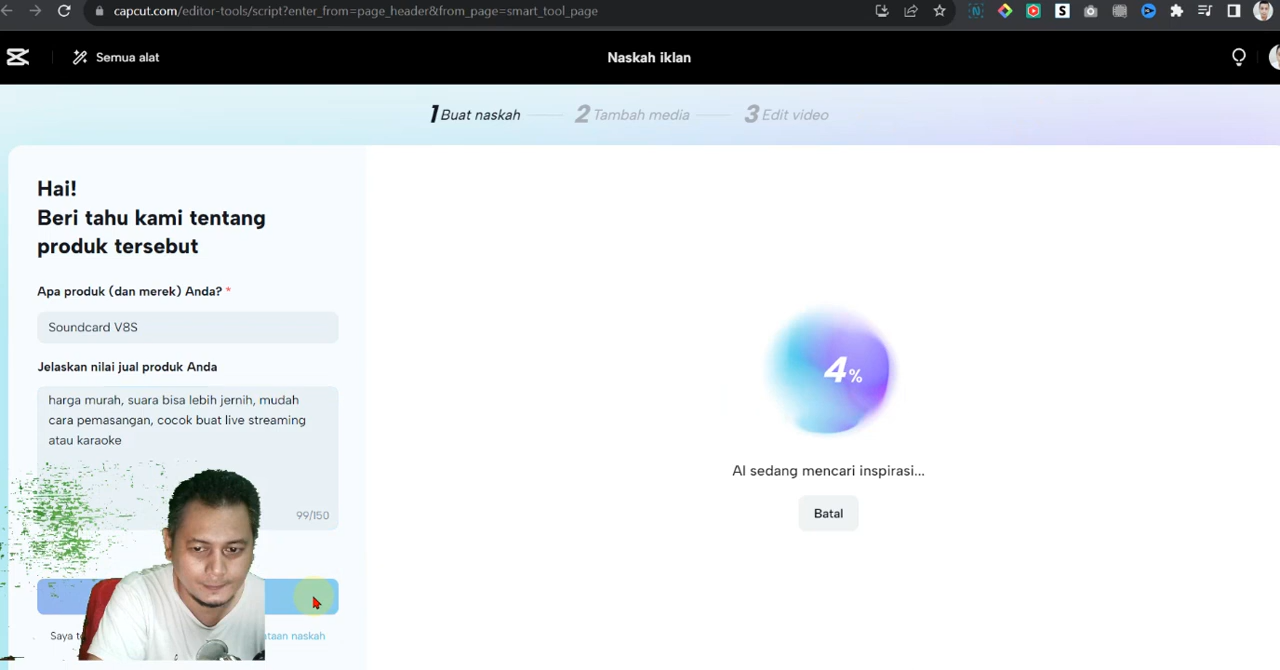 capcut.com/editor-tools/script?enter_from=page_header&from_page=smart_tool_page
Semua alat
Naskah iklan
1 Buat naskah
2 Tambah media
3 Edit video
Hai!
Beri tahu kami tentang
produk tersebut
Apa produk (dan merek) Anda? *
Soundcard V8S
Jelaskan nilai jual produk Anda
harga murah, suara bisa lebih jernih, mudah
cara pemasangan, cocok buat live streaming
atau karaoke
99/150
4%
AI sedang mencari inspirasi...
Batal
Saya
naskah